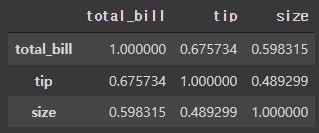 total_bill tip size
total_bill 1.000000 0.675734 0.598315
tip 0.675734 1.000000 0.489299
size 0.598315 0.489299 1.000000